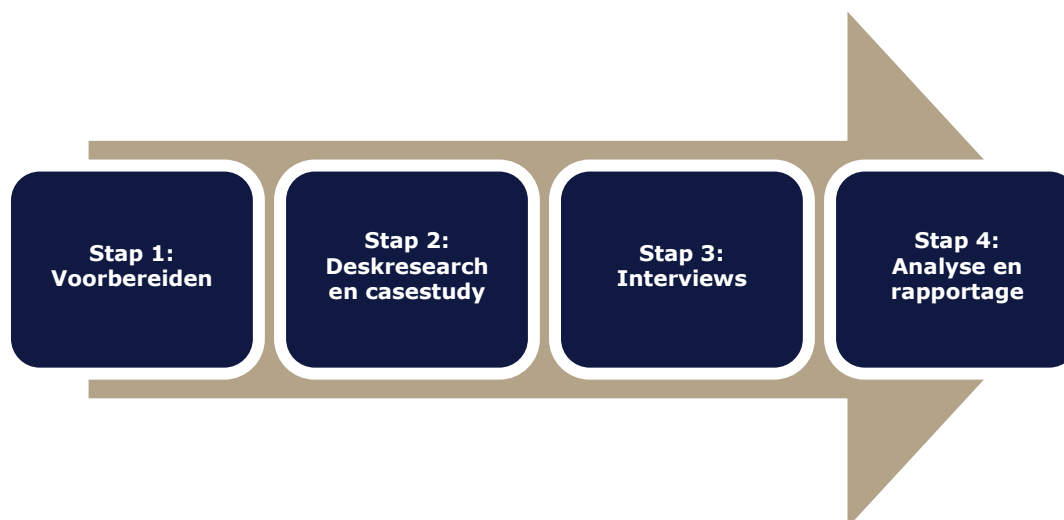 Stap 1:
Voorbereiden
Stap 2:
Deskresearch
en casestudy
Stap 3:
Interviews
Stap 4:
Analyse en
rapportage